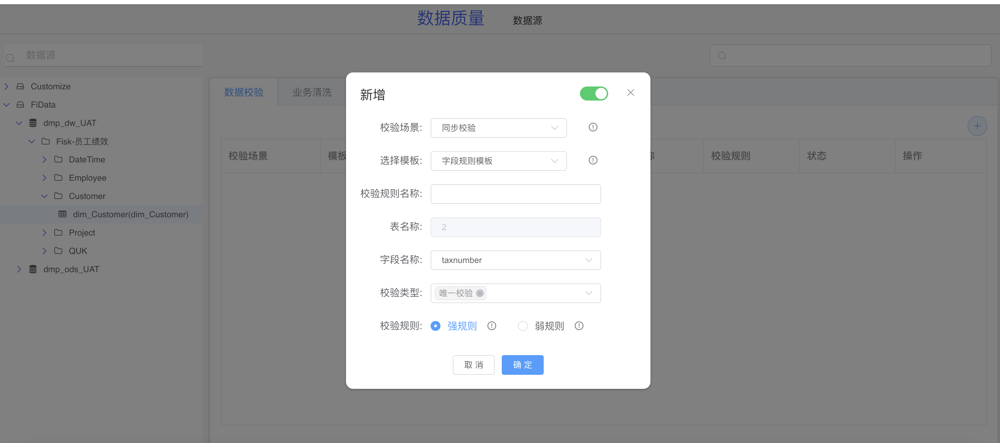 数据质量 数据源
数据源
Customize
FiData
dmp_dw_UAT
Fisk-员工绩效
DateTime
Employee
Customer
dim_Customer(dim_Customer)
Project
QUK
dmp_ods_UAT
数据校验 业务清洗
校验场景 模板 称 校验规则 状态 操作
新增
校验场景: 同步校验
选择模板: 字段规则模板
校验规则名称:
表名称: 2
字段名称: taxnumber
校验类型: 唯一校验
校验规则: 强规则 弱规则
取 消 确 定